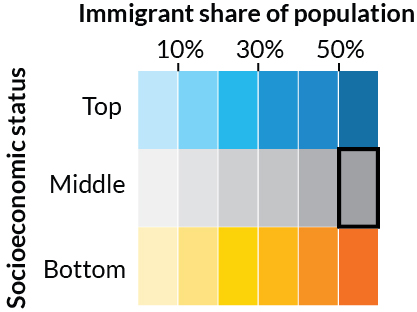 Immigrant share of population
10% 30% 50%
Socioeconomic status
Top
Middle
Bottom